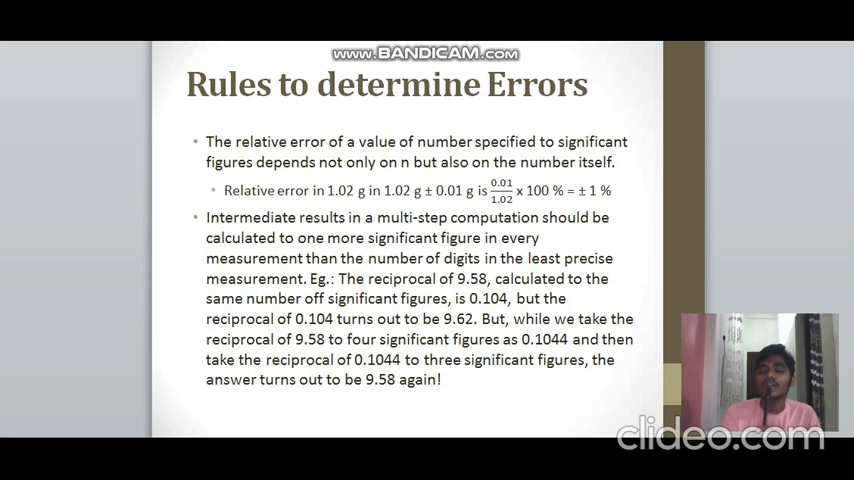 www.BANDICAM.com
Rules to determine Errors
• The relative error of a value of number specified to significant
figures depends not only on n but also on the number itself.
• Relative error in 1.02 g in 1.02 g ± 0.01 g is 0.01/1.02 x 100 % = ± 1 %
• Intermediate results in a multi-step computation should be
calculated to one more significant figure in every
measurement than the number of digits in the least precise
measurement. Eg.: The reciprocal of 9.58, calculated to the
same number off significant figures, is 0.104, but the
reciprocal of 0.104 turns out to be 9.62. But, while we take the
reciprocal of 9.58 to four significant figures as 0.1044 and then
take the reciprocal of 0.1044 to three significant figures, the
answer turns out to be 9.58 again!
clideo.com